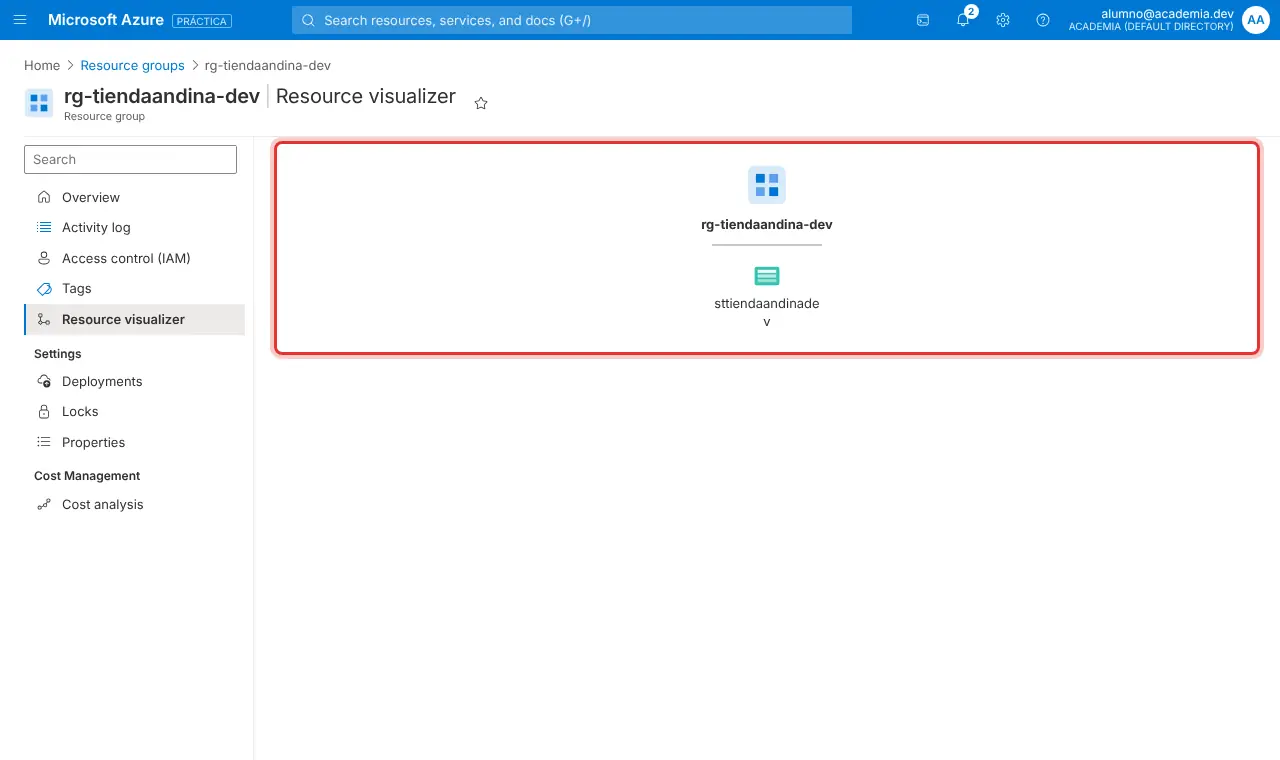 Microsoft Azure PRÁCTICA
Search resources, services, and docs (G+/)
2
alumno@academia.dev
ACADEMIA (DEFAULT DIRECTORY)
AA
Home > Resource groups > rg-tiendaandina-dev
rg-tiendaandina-dev | Resource visualizer
Resource group
Search
Overview
Activity log
Access control (IAM)
Tags
Resource visualizer
Settings
Deployments
Locks
Properties
Cost Management
Cost analysis
rg-tiendaandina-dev
sttiendaandinade
v